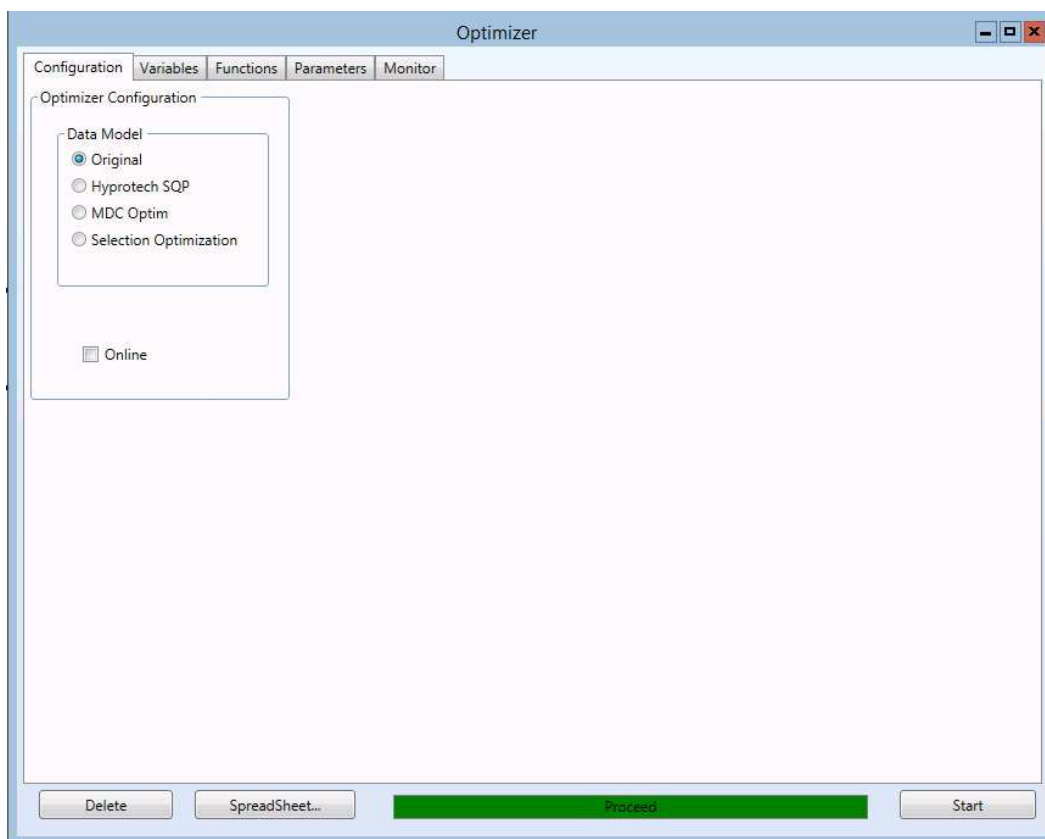 Optimizer
Configuration Variables Functions Parameters Monitor
Optimizer Configuration
Data Model
Original
Hyprotech SQP
MDC Optim
Selection Optimization
Online
Delete SpreadSheet... Proceed Start